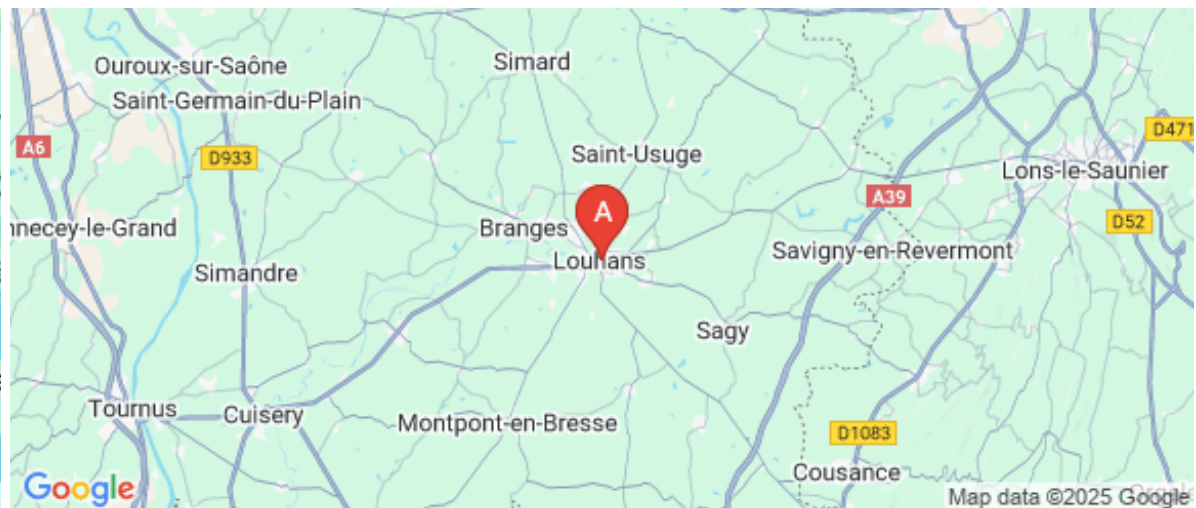 Ouroux-sur-Saône
Simard
Saint-Germain-du-Plain
D471
A6
D933
Saint-Usuge
Lons-le-Saunier
A39
A
D52
nnecey-le-Grand
Branges
Savigny-en-Revermont
Simandre
Louhans
Sagy
Tournus
Cuisery
Montpont-en-Bresse
D1083
Cousance
Google
Map data ©2025 Google